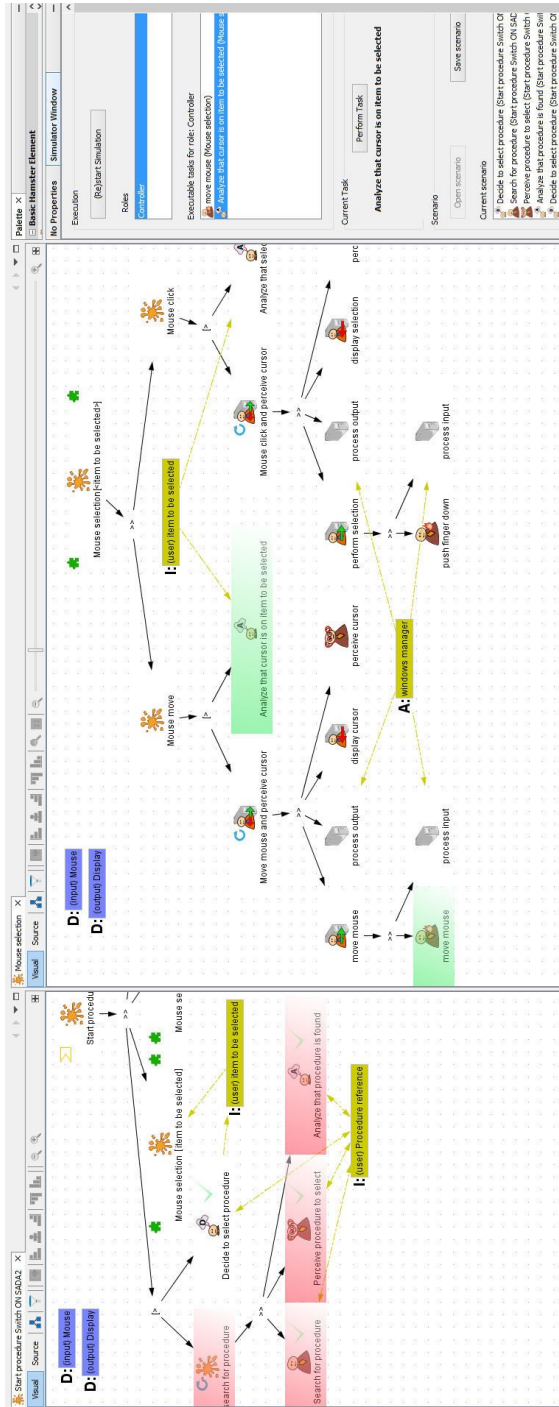 Start procedure Switch ON SADA2
Visual
Source
D: (input) Mouse
D: (output) Display
Start procedu
>>
Mouse se
Mouse selection [item to be selected]
I: (user) item to be selected
Decide to select procedure
Search for procedure
>>
Search for procedure
Perceive procedure to select
Analyze that procedure is found
I: (user) Procedure reference
Mouse selection
Visual
Source
D: (input) Mouse
D: (output) Display
Mouse selection[<item to be selected>]
>>
I: (user) item to be selected
Mouse move
Mouse click
Move mouse and perceive cursor
Analyze that cursor is on item to be selected
Mouse click and perceive cursor
Analyze that selec
>>
>>
move mouse
process output
display cursor
perceive cursor
perform selection
process output
display selection
perc
>>
A: windows manager
>>
move mouse
process input
push finger down
process input
Palette
Basic Hamster Element
No Properties
Simulator Window
Execution
(Re)start Simulation
Roles
Controller
Executable tasks for role: Controller
move mouse (Mouse selection)
Analyze that cursor is on item to be selected (Mouse s
Current Task
Perform Task
Analyze that cursor is on item to be selected
Scenario
Open scenario
Save scenario
Current scenario
Decide to select procedure (Start procedure Switch Of
Search for procedure (Start procedure Switch ON SAC
Perceive procedure to select (Start procedure Switch (
Analyze that procedure is found (Start procedure Swit
Decide to select procedure (Start procedure Switch Of